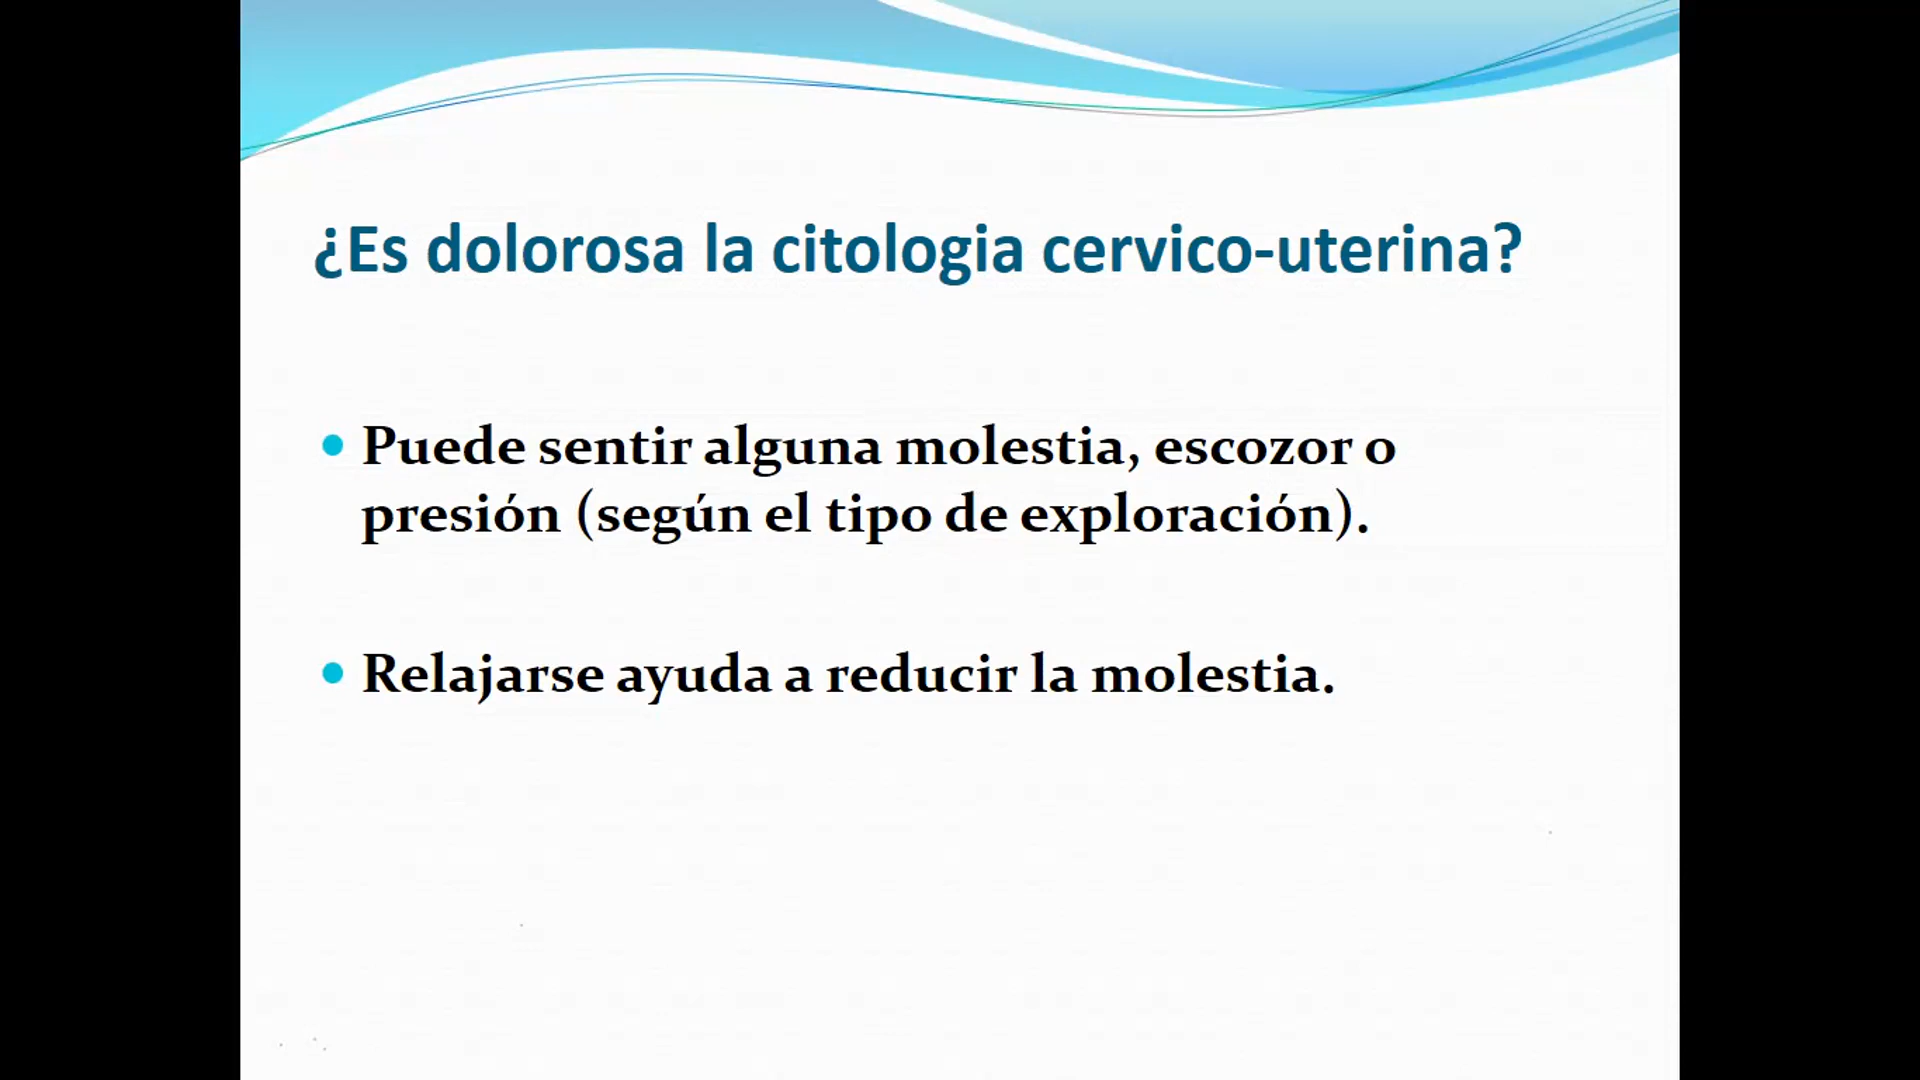 ¿Es dolorosa la citologia cervico-uterina?
• Puede sentir alguna molestia, escozor o
presión (según el tipo de exploración).
• Relajarse ayuda a reducir la molestia.